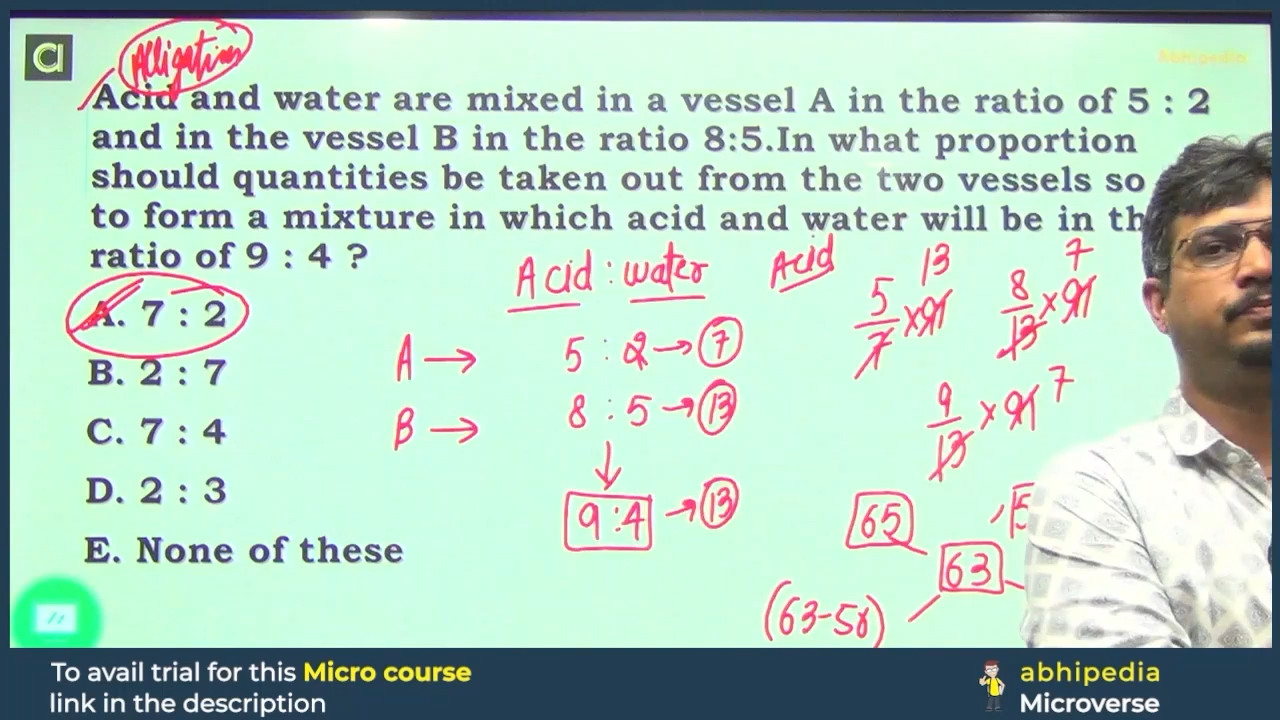 Alligation
Abhipedia
Acid and water are mixed in a vessel A in the ratio of 5 : 2
and in the vessel B in the ratio 8:5.In what proportion
should quantities be taken out from the two vessels so
to form a mixture in which acid and water will be in th
ratio of 9 : 4 ?
A. 7 : 2
B. 2 : 7
C. 7 : 4
D. 2 : 3
E. None of these
Acid : water
A → 5 : 2 → 7
B → 8 : 5 → 13
9 : 4 → 13
Acid
5/7 × 91 13
8/13 × 91 7
9/13 × 91 7
65
63
(63-58)
To avail trial for this Micro course
link in the description
abhipedia
Microverse